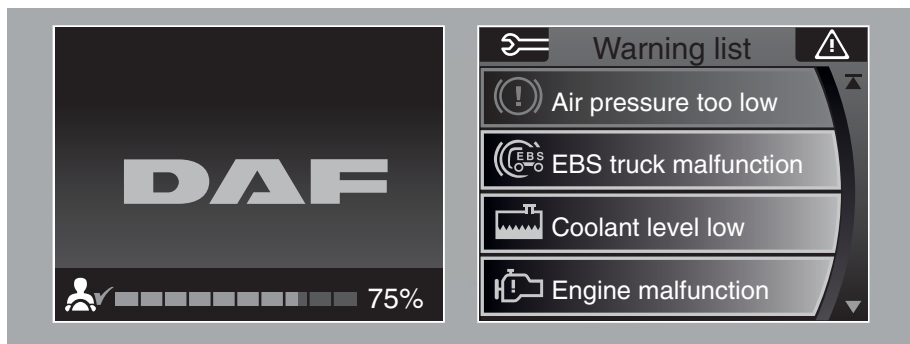 DAF
75%
Warning list
Air pressure too low
EBS
EBS truck malfunction
Coolant level low
Engine malfunction